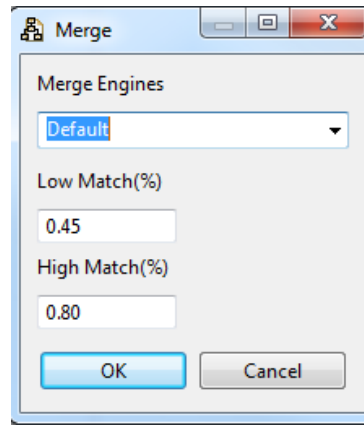 Merge
Merge Engines
Default
Low Match(%)
0.45
High Match(%)
0.80
OK Cancel